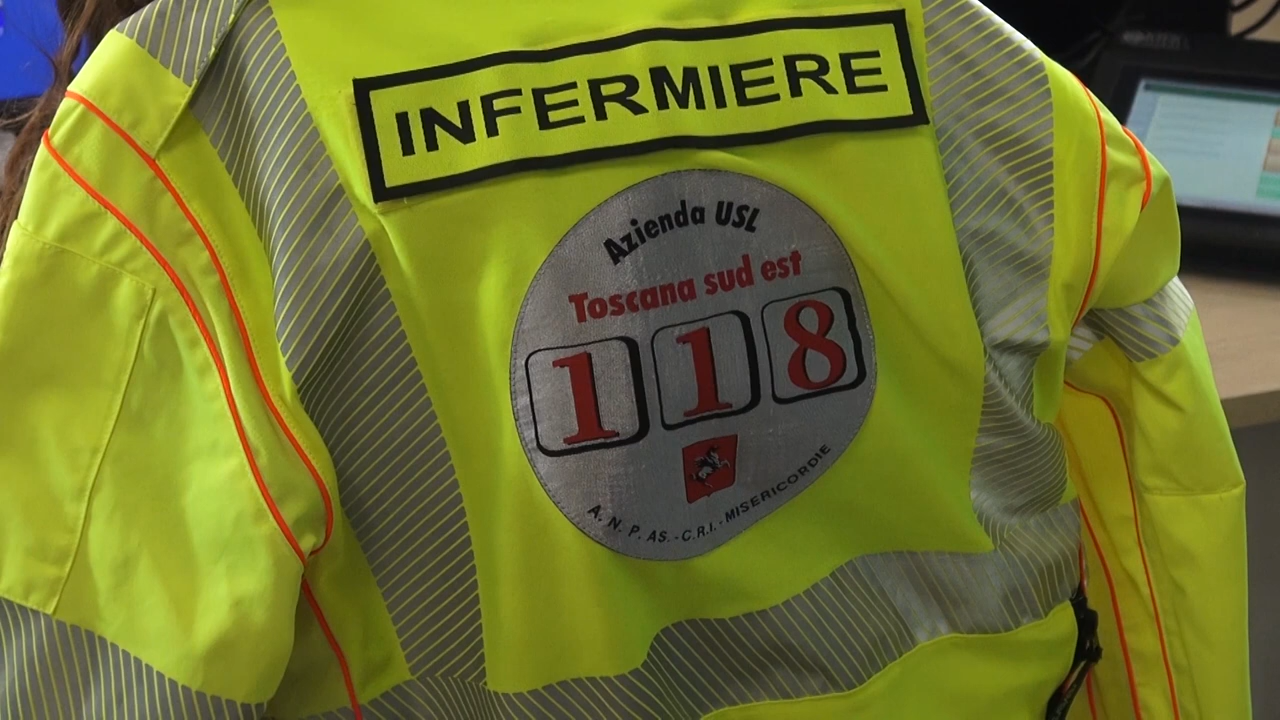 INFERMIERE
Azienda USL
Toscana sud est
118
A. N. P. AS. - C.R.I. - MISERICORDIE